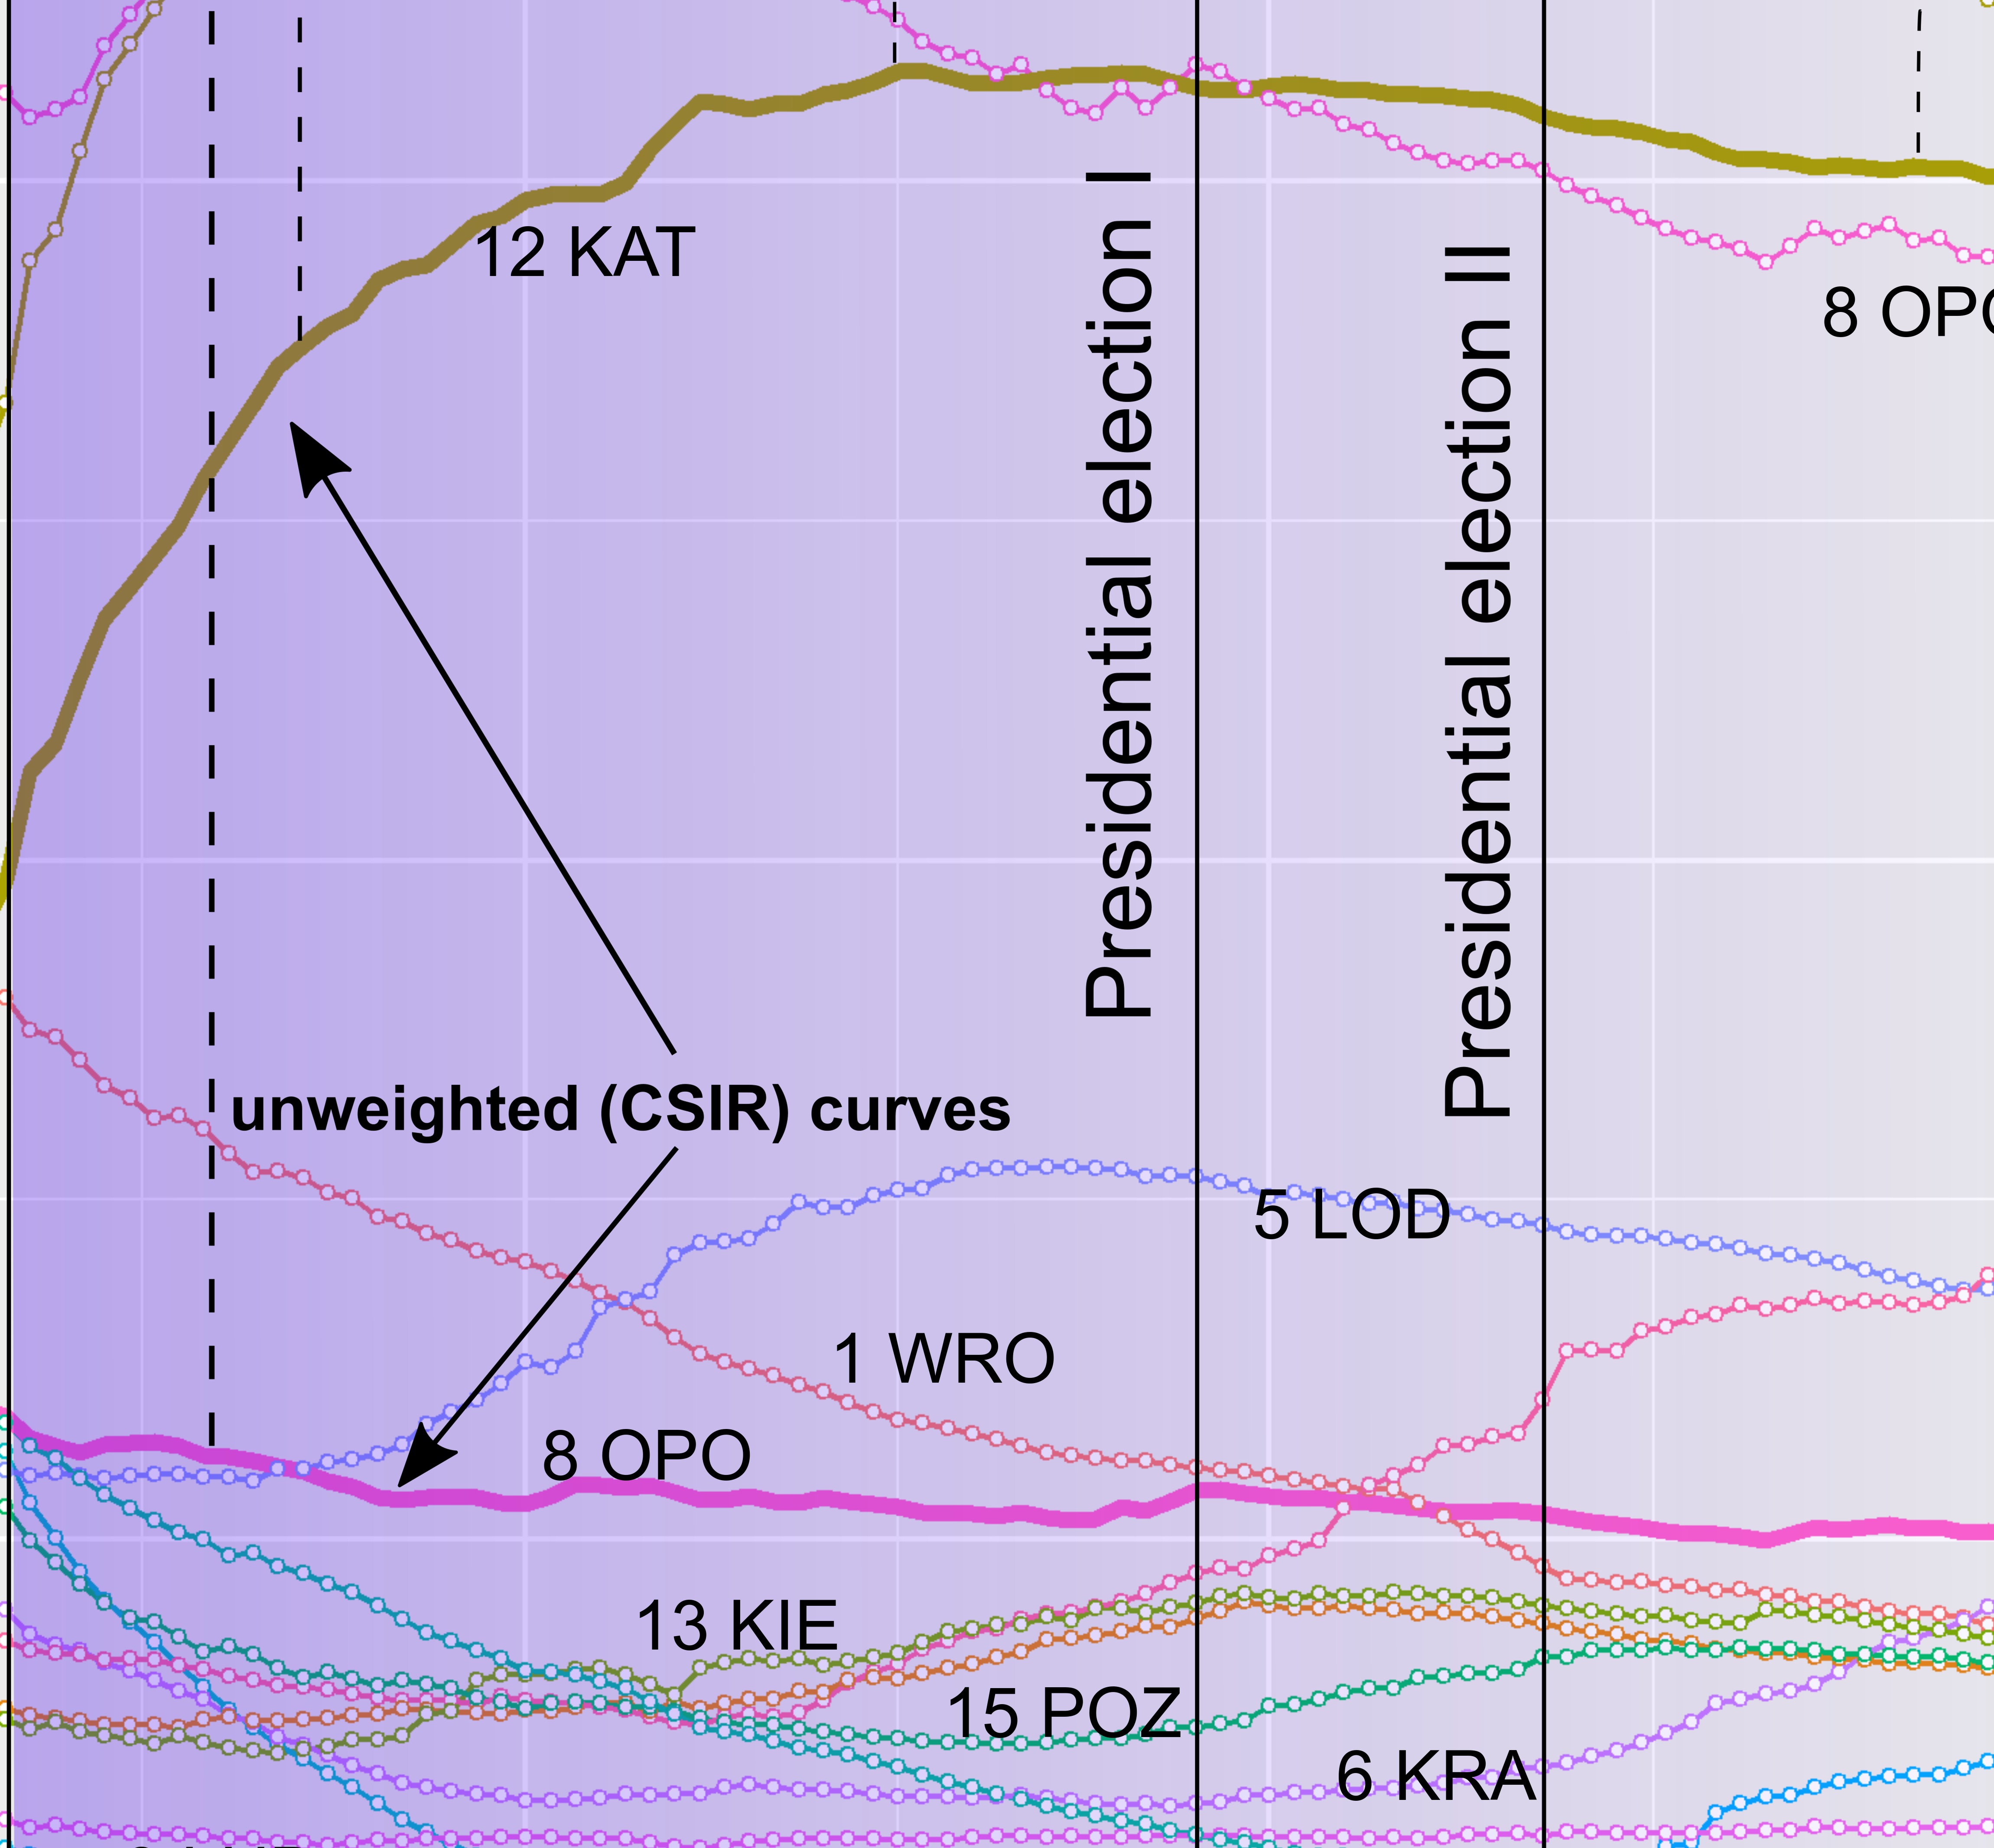 12 KAT
Presidential election I
Presidential election II
8 OPO
unweighted (CSIR) curves
5 LOD
1 WRO
8 OPO
13 KIE
15 POZ
6 KRA